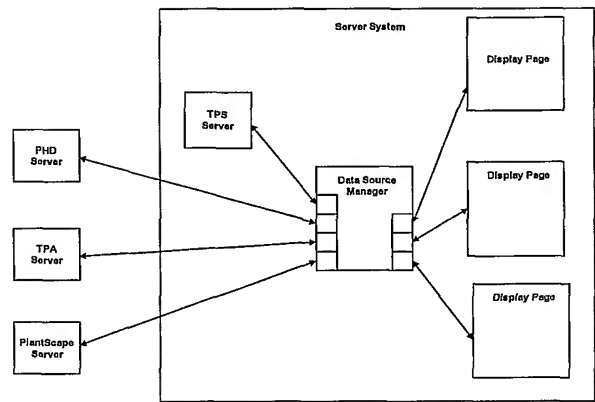 Server System
Display Page
TPS
Server
PHD
Server
Data Source
Manager
Display Page
TPA
Server
Display Page
PlantScape
Server